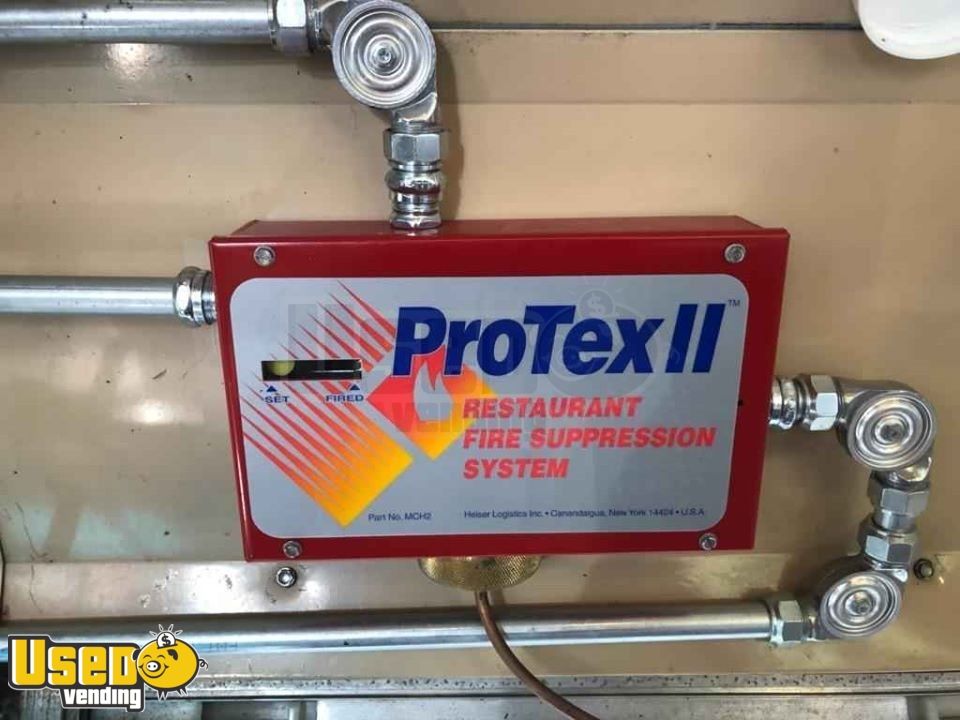 ProTex II ™
SET FIRED
RESTAURANT
FIRE SUPPRESSION
SYSTEM
Part No. MCH2 Heiser Logistics Inc. • Canandaigua, New York 14424 • U.S.A.
USED
vending